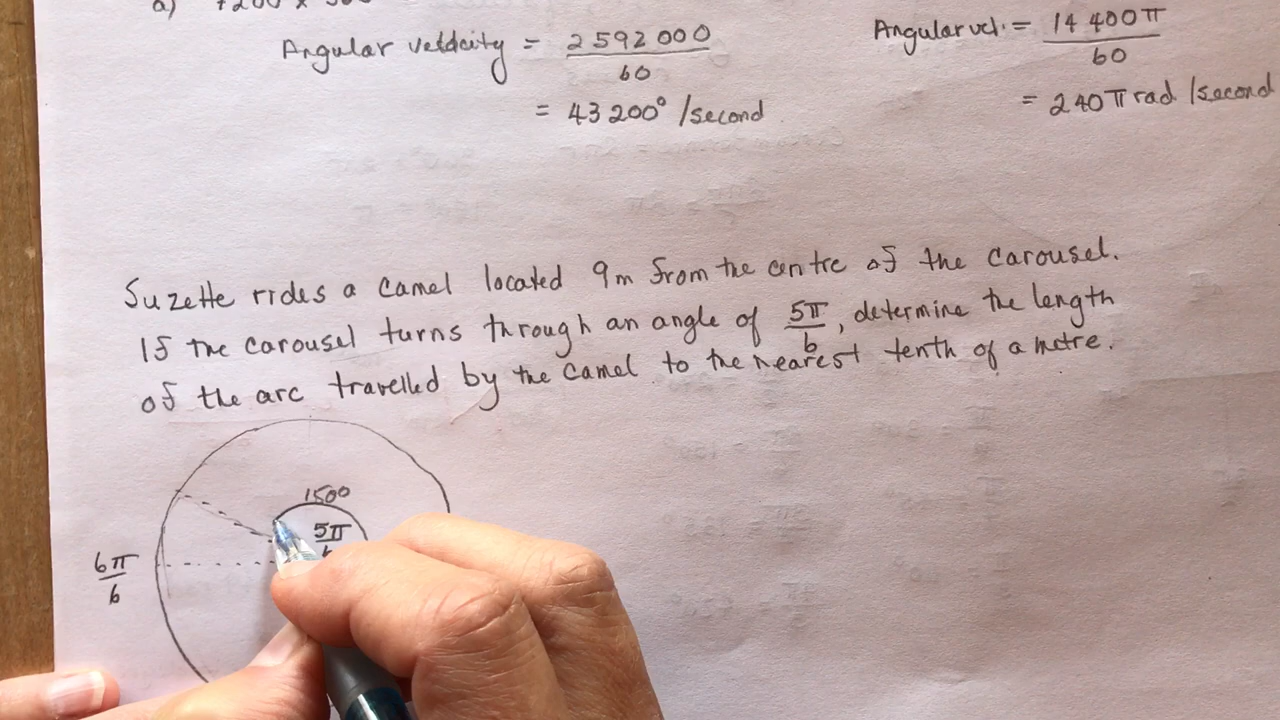 a) 7200 x
Angular velocity = 2 592 000 / 60
= 43 200° /second
Angular vel. = 14 400π / 60
= 240π rad /second
Suzette rides a camel located 9m from the centre of the carousel.
If the carousel turns through an angle of 5π/6, determine the length
of the arc travelled by the camel to the nearest tenth of a metre.
150°
5π
6π/6